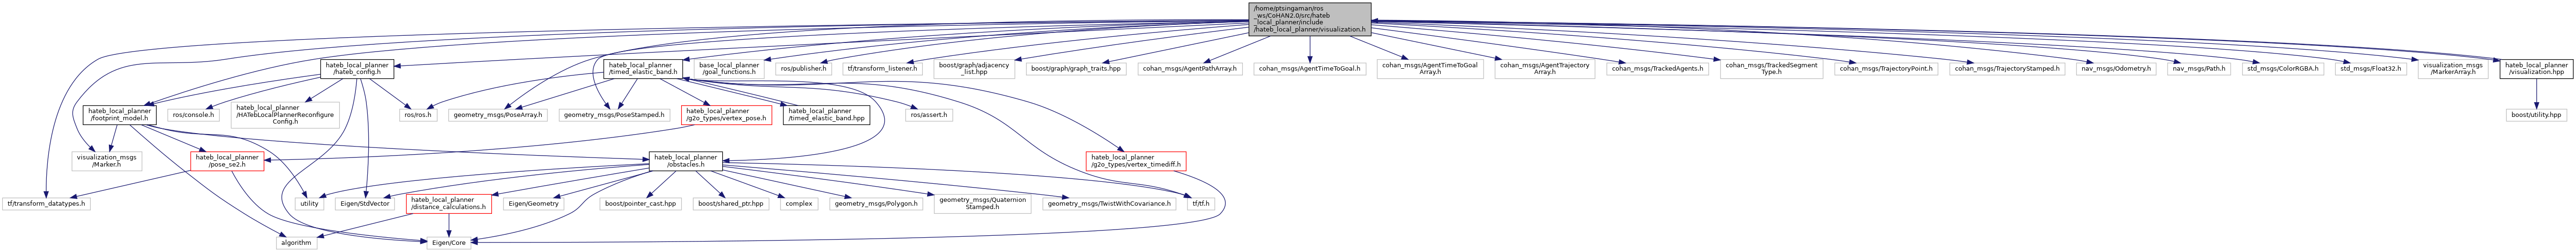 /home/ptsingaman/ros
_ws/CoHAN2.0/src/hateb
_local_planner/include
/hateb_local_planner/visualization.h
hateb_local_planner
/hateb_config.h
hateb_local_planner
/timed_elastic_band.h
base_local_planner
/goal_functions.h
ros/publisher.h
tf/transform_listener.h
boost/graph/adjacency
_list.hpp
boost/graph/graph_traits.hpp
cohan_msgs/AgentPathArray.h
cohan_msgs/AgentTimeToGoal.h
cohan_msgs/AgentTimeToGoal
Array.h
cohan_msgs/AgentTrajectory
Array.h
cohan_msgs/TrackedAgents.h
cohan_msgs/TrackedSegment
Type.h
cohan_msgs/TrajectoryPoint.h
cohan_msgs/TrajectoryStamped.h
nav_msgs/Odometry.h
nav_msgs/Path.h
std_msgs/ColorRGBA.h
std_msgs/Float32.h
visualization_msgs
/MarkerArray.h
hateb_local_planner
/visualization.hpp
hateb_local_planner
/footprint_model.h
ros/console.h
hateb_local_planner
/HATebLocalPlannerReconfigure
Config.h
ros/ros.h
geometry_msgs/PoseArray.h
geometry_msgs/PoseStamped.h
hateb_local_planner
/g2o_types/vertex_pose.h
hateb_local_planner
/timed_elastic_band.hpp
ros/assert.h
boost/utility.hpp
visualization_msgs
/Marker.h
hateb_local_planner
/pose_se2.h
hateb_local_planner
/obstacles.h
hateb_local_planner
/g2o_types/vertex_timediff.h
tf/transform_datatypes.h
utility
Eigen/StdVector
hateb_local_planner
/distance_calculations.h
Eigen/Geometry
boost/pointer_cast.hpp
boost/shared_ptr.hpp
complex
geometry_msgs/Polygon.h
geometry_msgs/Quaternion
Stamped.h
geometry_msgs/TwistWithCovariance.h
tf/tf.h
algorithm
Eigen/Core